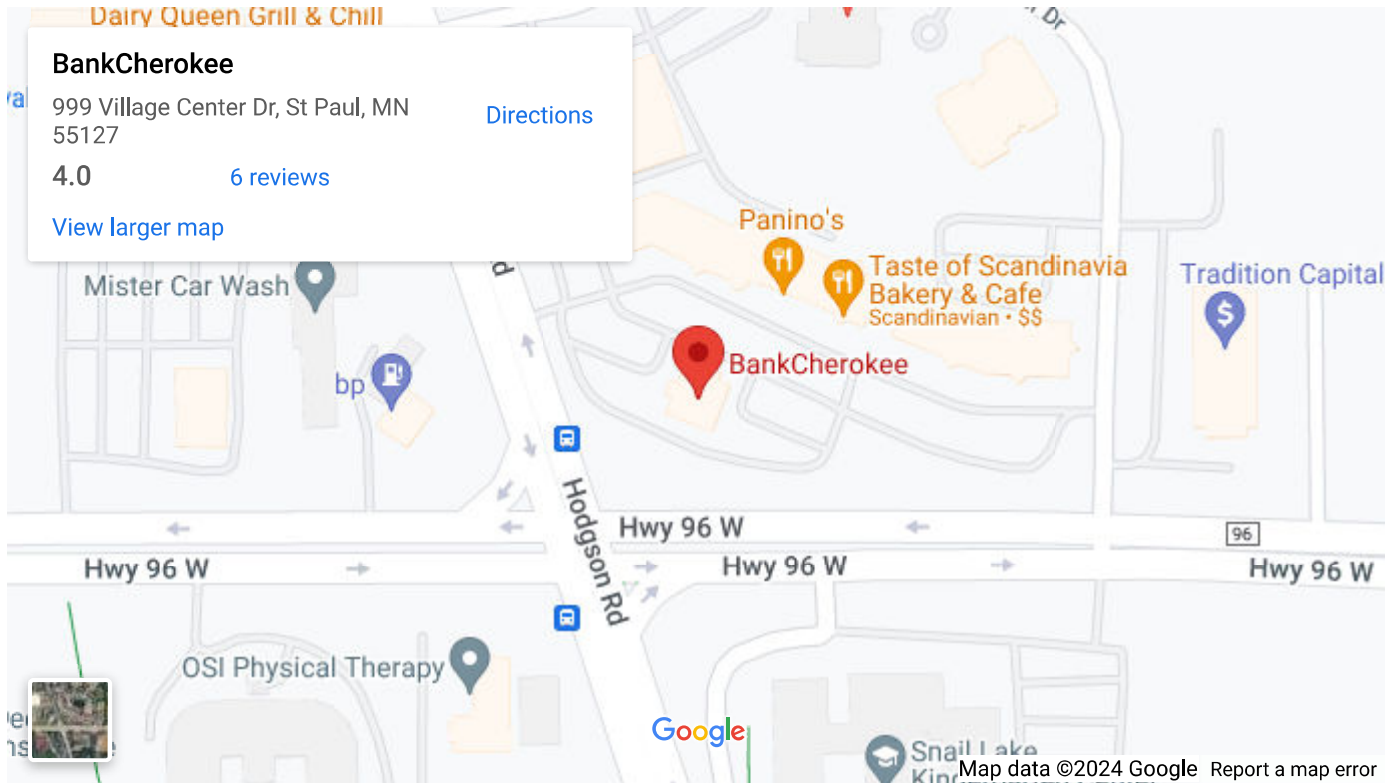 Dairy Queen Grill & Chill
BankCherokee
999 Village Center Dr, St Paul, MN
55127
Directions
4.0
6 reviews
View larger map
Dr
Panino's
Mister Car Wash
Taste of Scandinavia
Bakery & Cafe
Scandinavian • $$
Tradition Capital
BankCherokee
bp
Hodgson Rd
Hwy 96 W
96
Hwy 96 W
Hwy 96 W
Hwy 96 W
OSI Physical Therapy
Google
Snail Lake
Map data ©2024 Google
Report a map error